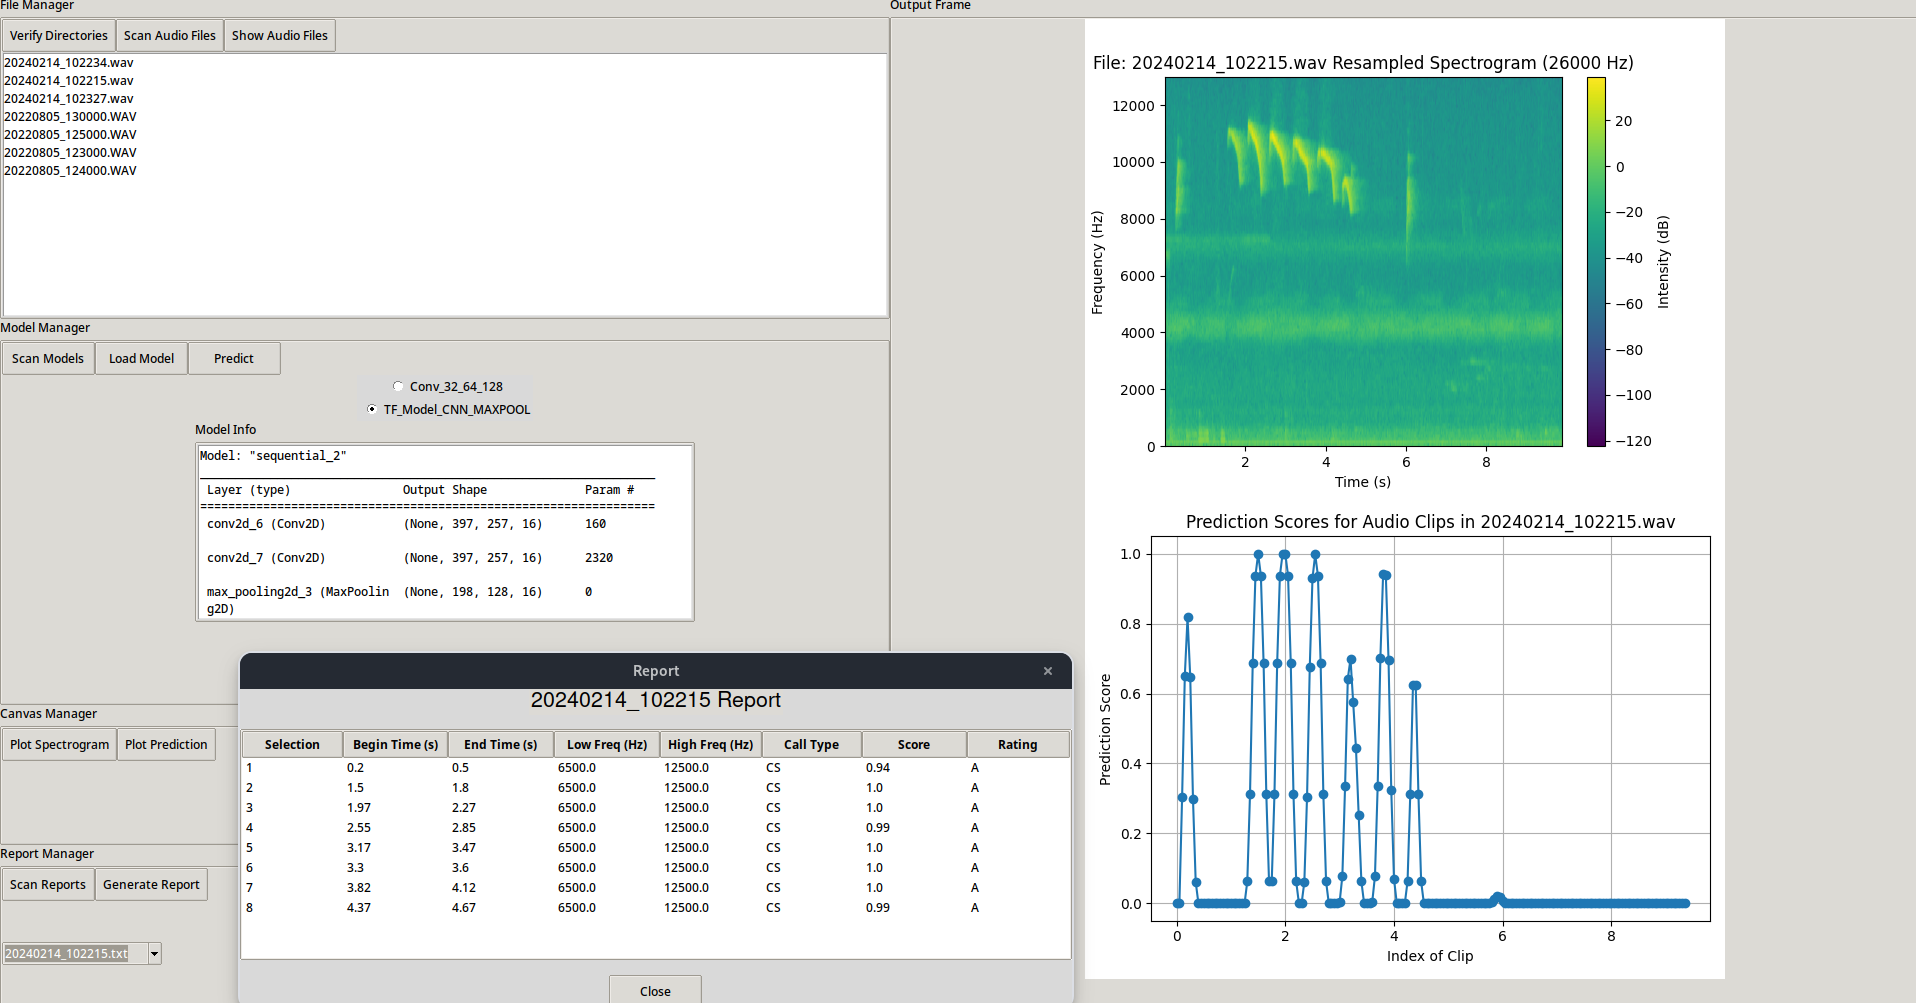 File Manager
Verify Directories Scan Audio Files Show Audio Files
20240214_102234.wav
20240214_102215.wav
20240214_102327.wav
20220805_130000.WAV
20220805_125000.WAV
20220805_123000.WAV
20220805_124000.WAV
Model Manager
Scan Models Load Model Predict
Conv_32_64_128
TF_Model_CNN_MAXPOOL
Model Info
Model: "sequential_2"
Layer (type) Output Shape Param #
=================================================================
conv2d_6 (Conv2D) (None, 397, 257, 16) 160
conv2d_7 (Conv2D) (None, 397, 257, 16) 2320
max_pooling2d_3 (MaxPoolin (None, 198, 128, 16) 0
g2D)
Canvas Manager
Plot Spectrogram Plot Prediction
Report Manager
Scan Reports Generate Report
20240214_102215.txt
Report ×
20240214_102215 Report
Selection Begin Time (s) End Time (s) Low Freq (Hz) High Freq (Hz) Call Type Score Rating
1 0.2 0.5 6500.0 12500.0 CS 0.94 A
2 1.5 1.8 6500.0 12500.0 CS 1.0 A
3 1.97 2.27 6500.0 12500.0 CS 1.0 A
4 2.55 2.85 6500.0 12500.0 CS 0.99 A
5 3.17 3.47 6500.0 12500.0 CS 1.0 A
6 3.3 3.6 6500.0 12500.0 CS 1.0 A
7 3.82 4.12 6500.0 12500.0 CS 1.0 A
8 4.37 4.67 6500.0 12500.0 CS 0.99 A
Close
Output Frame
File: 20240214_102215.wav Resampled Spectrogram (26000 Hz)
Frequency (Hz)
12000
10000
8000
6000
4000
2000
0
2 4 6 8
Time (s)
20
0
−20
−40
−60
−80
−100
−120
Intensity (dB)
Prediction Scores for Audio Clips in 20240214_102215.wav
Prediction Score
1.0
0.8
0.6
0.4
0.2
0.0
0 2 4 6 8
Index of Clip